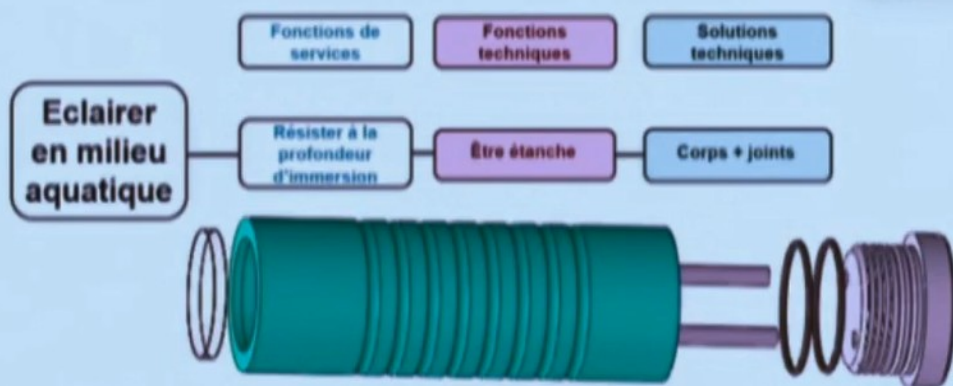 Fonctions de
services
Fonctions
techniques
Solutions
techniques
Eclairer
en milieu
aquatique
Résister à la
profondeur
d'immersion
Être étanche
Corps + joints